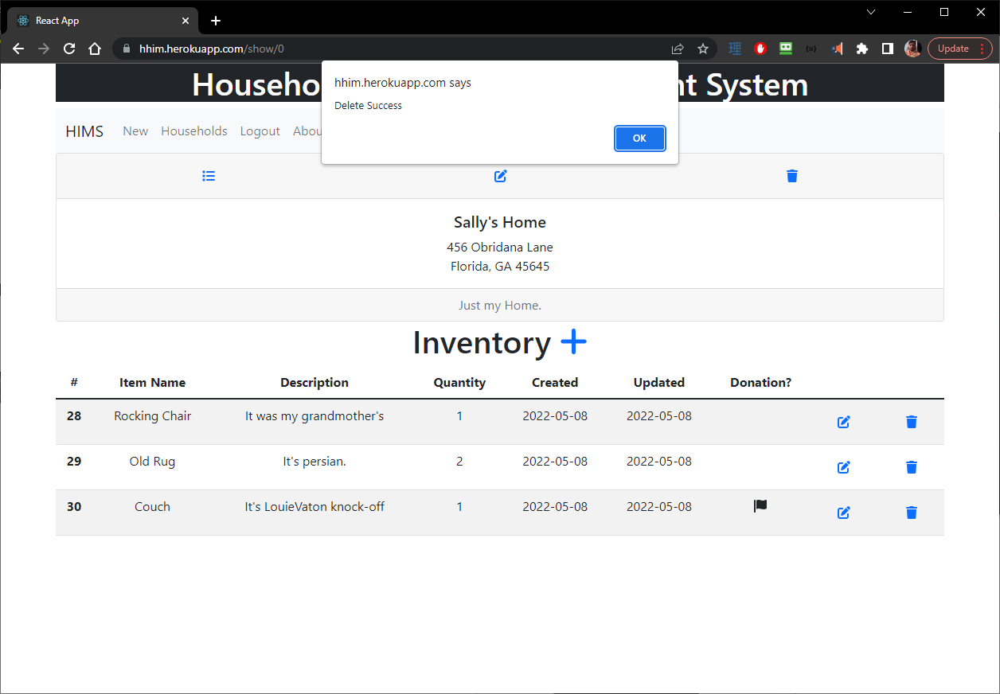 React App
hhim.herokuapp.com/show/0
Update
hhim.herokuapp.com says
Delete Success
OK
Househo nt System
HIMS New Households Logout Abou
Sally's Home
456 Obridana Lane
Florida, GA 45645
Just my Home.
Inventory
# Item Name Description Quantity Created Updated Donation?
28 Rocking Chair It was my grandmother's 1 2022-05-08 2022-05-08
29 Old Rug It's persian. 2 2022-05-08 2022-05-08
30 Couch It's LouieVaton knock-off 1 2022-05-08 2022-05-08